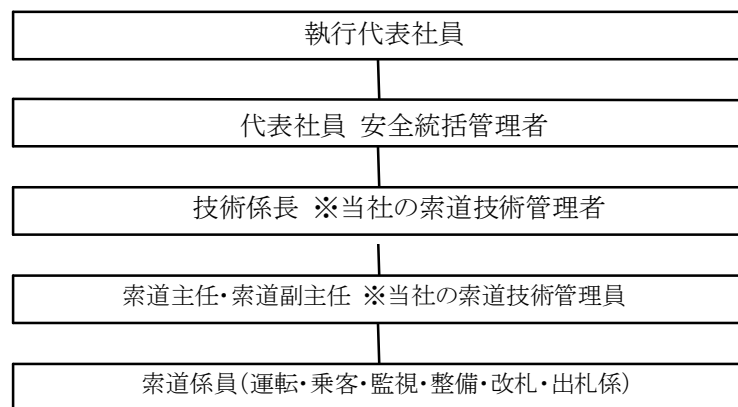 執行代表社員
代表社員 安全統括管理者
技術係長 ※当社の索道技術管理者
索道主任・索道副主任 ※当社の索道技術管理員
索道係員(運転・乗客・監視・整備・改札・出札係)